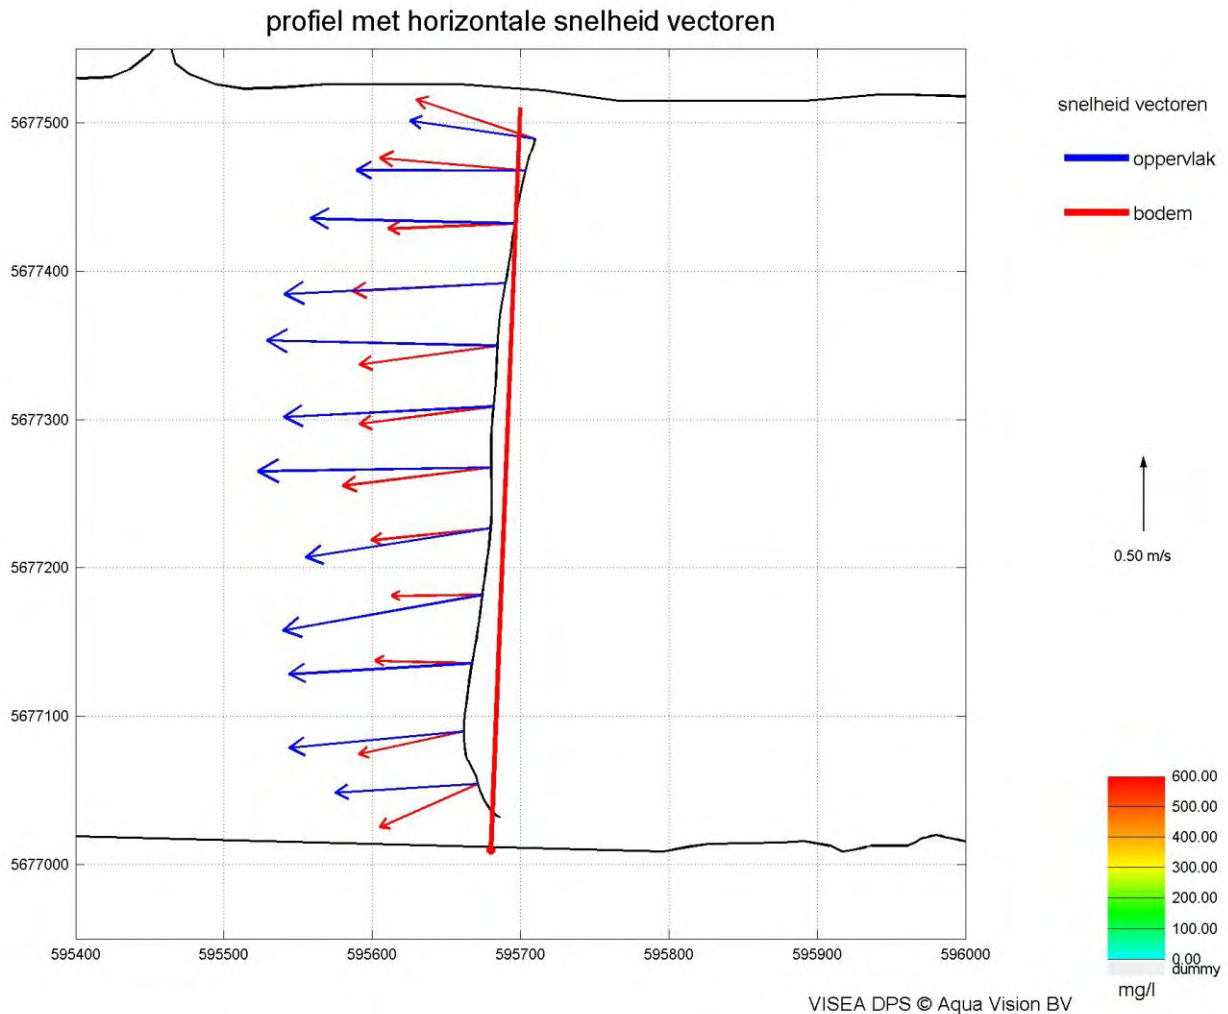 profiel met horizontale snelheid vectoren
snelheid vectoren
oppervlak
bodem
5677500
5677400
5677300
5677200
5677100
5677000
0.50 m/s
600.00
500.00
400.00
300.00
200.00
100.00
0.00
dummy
mg/l
595400
595500
595600
595700
595800
595900
596000
VISEA DPS © Aqua Vision BV